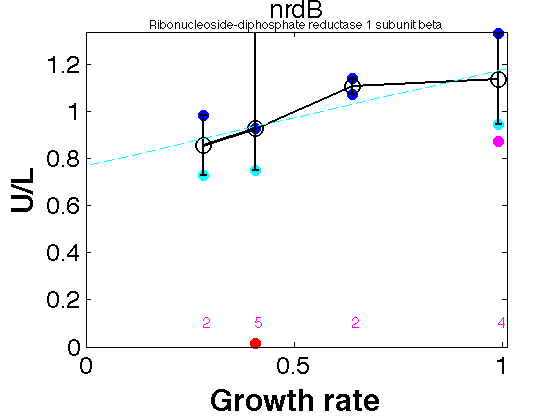 nrdB
Ribonucleoside-diphosphate reductase 1 subunit beta
1.2
1
0.8
0.6
0.4
0.2
0
U/L
2 5 2 4
0 0.5 1
Growth rate